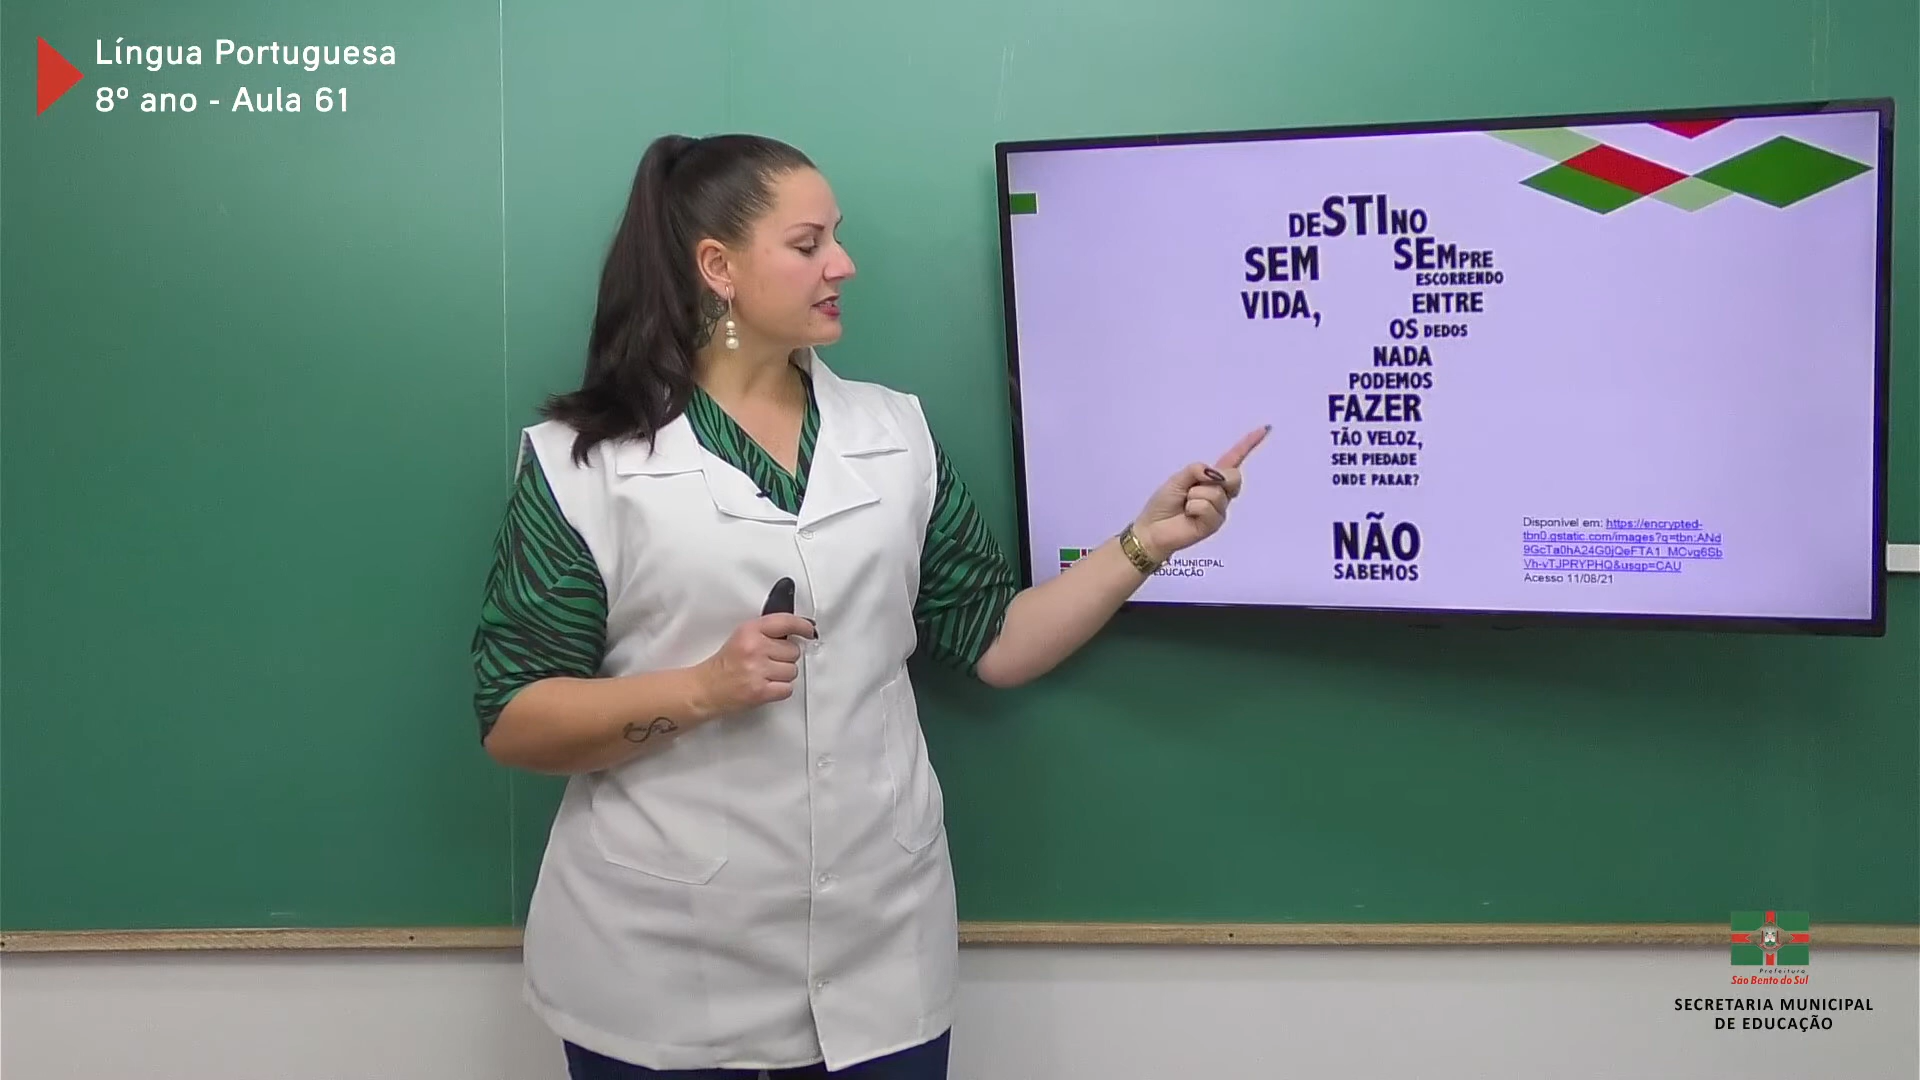 Língua Portuguesa
8º ano - Aula 61
DESTINO
SEM SEMPRE
ESCORRENDO
VIDA, ENTRE
OS DEDOS
NADA
PODEMOS
FAZER
TÃO VELOZ,
SEM PIEDADE
ONDE PARAR?
NÃO
SABEMOS
Disponível em: https://encrypted-
tbn0.gstatic.com/images?q=tbn:ANd
9GcTa0hA24G0jQeFTA1_MCvg6Sb
Vh-vTJPRYPHQ&usqp=CAU
Acesso 11/08/21
MUNICIPAL
EDUCAÇÃO
Prefeitura
São Bento do Sul
SECRETARIA MUNICIPAL
DE EDUCAÇÃO